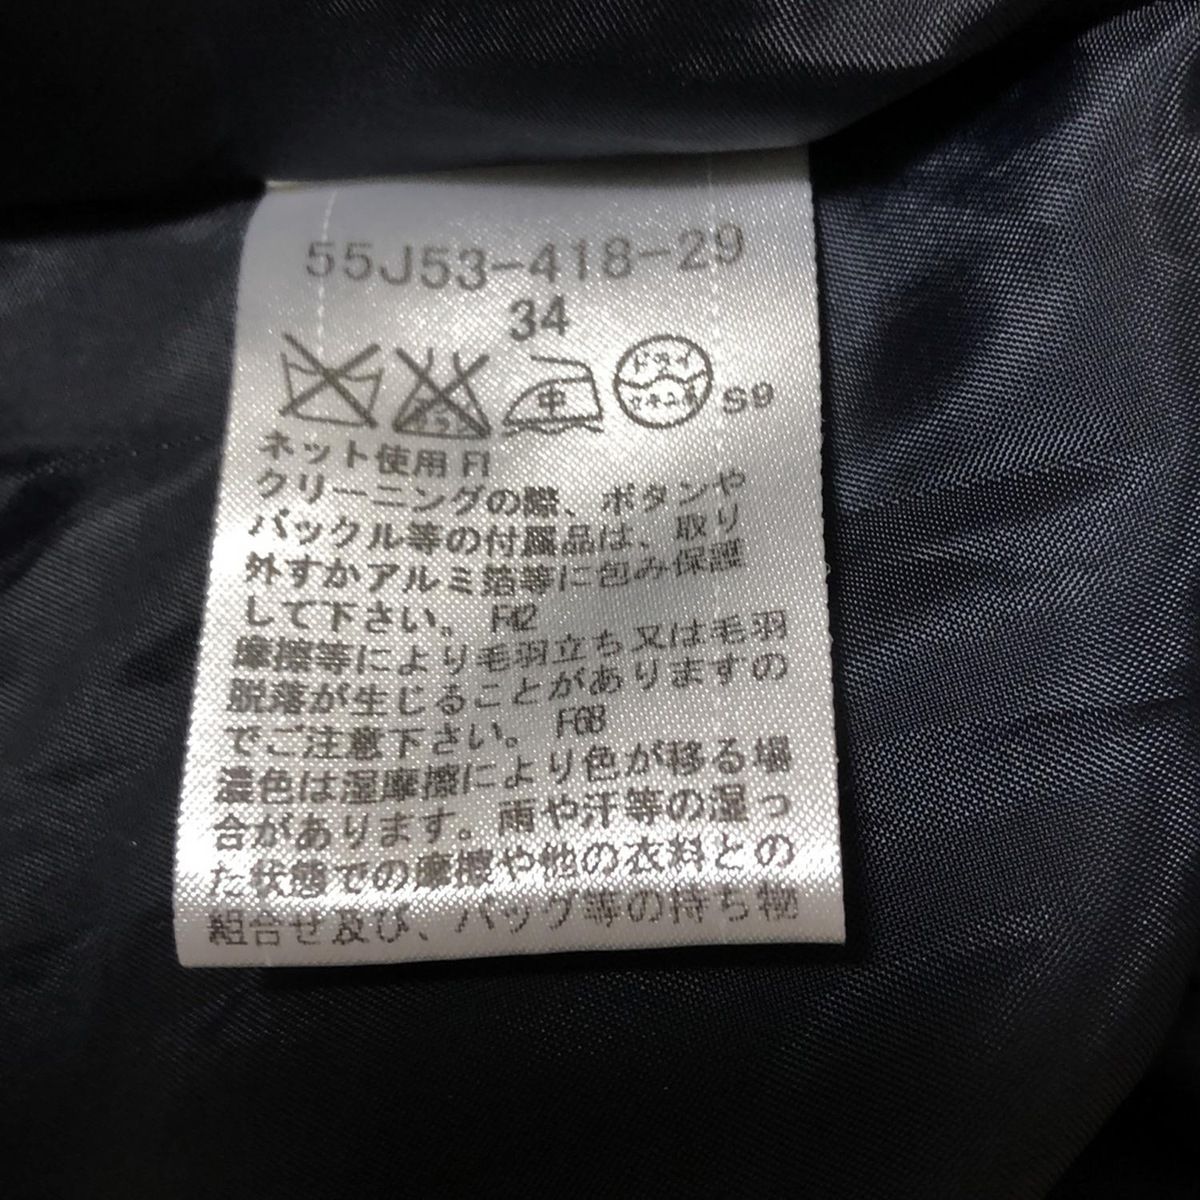 55J53-418-29
34
中 ドライ
セキユ系 S9
ネット使用 F1
クリーニングの際、ボタンや
バックル等の付属品は、取り
外すかアルミ箔等に包み保護
して下さい。 F42
摩擦等により毛羽立ち又は毛羽
脱落が生じることがありますの
でご注意下さい。 F68
濃色は湿摩擦により色が移る場
合があります。雨や汗等の湿っ
た状態での摩擦や他の衣料との
組合せ及び、バッグ等の持ち物